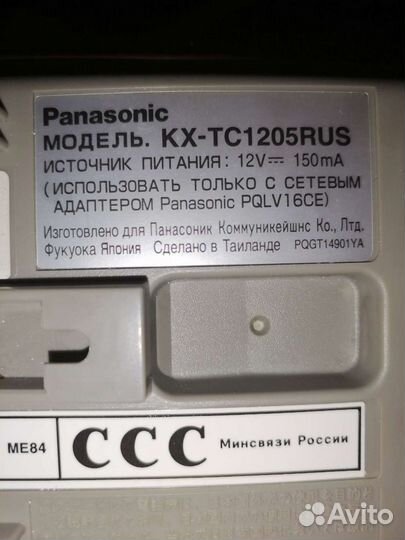 Panasonic
МОДЕЛЬ. KX-TC1205RUS
ИСТОЧНИК ПИТАНИЯ: 12V⎓ 150mA
(ИСПОЛЬЗОВАТЬ ТОЛЬКО С СЕТЕВЫМ
АДАПТЕРОМ Panasonic PQLV16CE)
Изготовлено для Панасоник Коммуникейшнс Ко., Лтд.
Фукуока Япония Сделано в Таиланде PQGT14901YA
ME84 ССС Минсвязи России
Avito